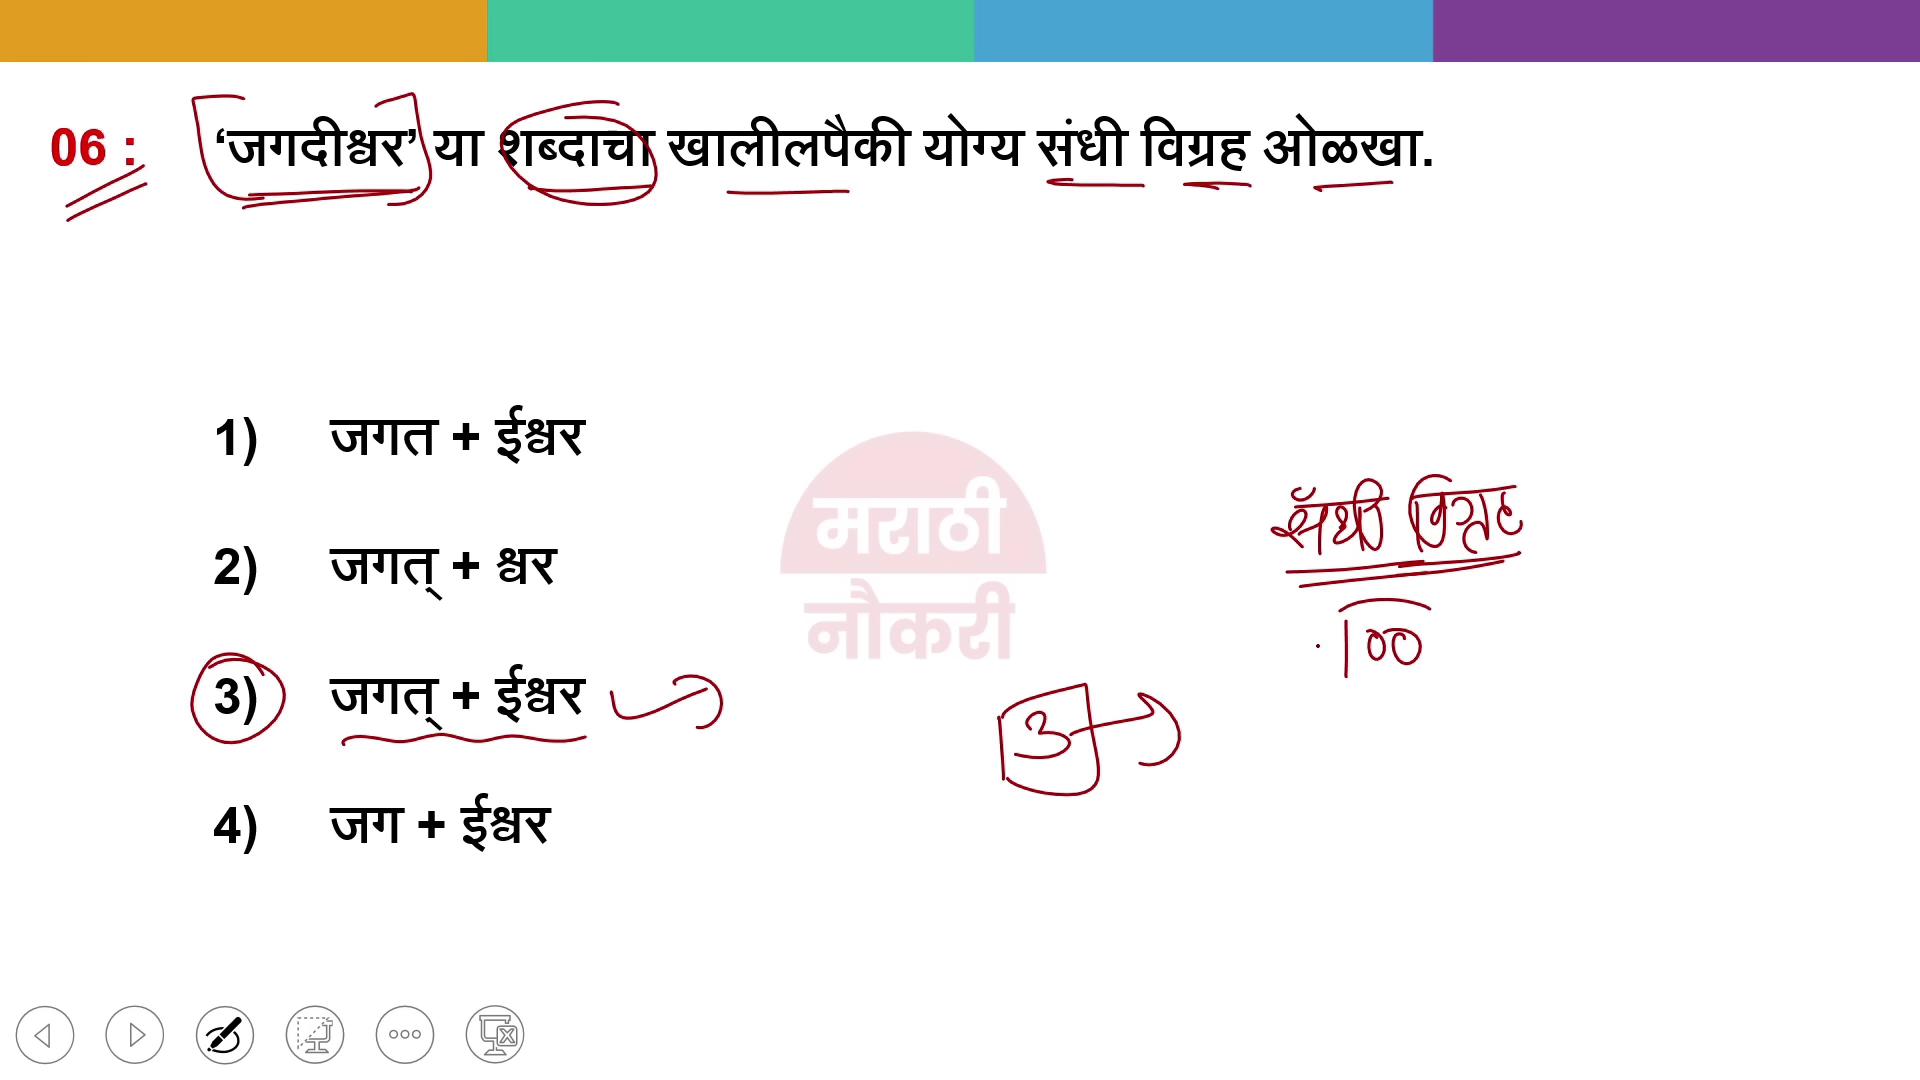 06 : ‘जगदीश्वर’ या शब्दाचा खालीलपैकी योग्य संधी विग्रह ओळखा.
1) जगत + ईश्वर
2) जगत् + श्वर
3) जगत् + ईश्वर
4) जग + ईश्वर
मराठी
नौकरी
संधी विग्रह
100
3